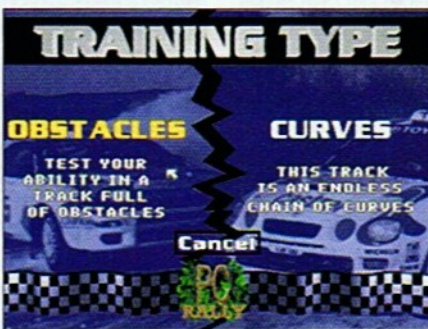 TRAINING TYPE
OBSTACLES
TEST YOUR
ABILITY IN A
TRACK FULL
OF OBSTACLES
CURVES
THIS TRACK
IS AN ENDLESS
CHAIN OF CURVES
Cancel
PC
RALLY